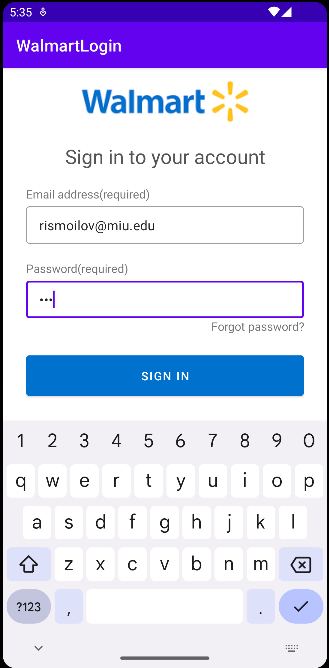 5:35
WalmartLogin
Walmart
Sign in to your account
Email address(required)
rismoilov@miu.edu
Password(required)
•••
Forgot password?
SIGN IN
1 2 3 4 5 6 7 8 9 0
q w e r t y u i o p
a s d f g h j k l
z x c v b n m
?123 , .